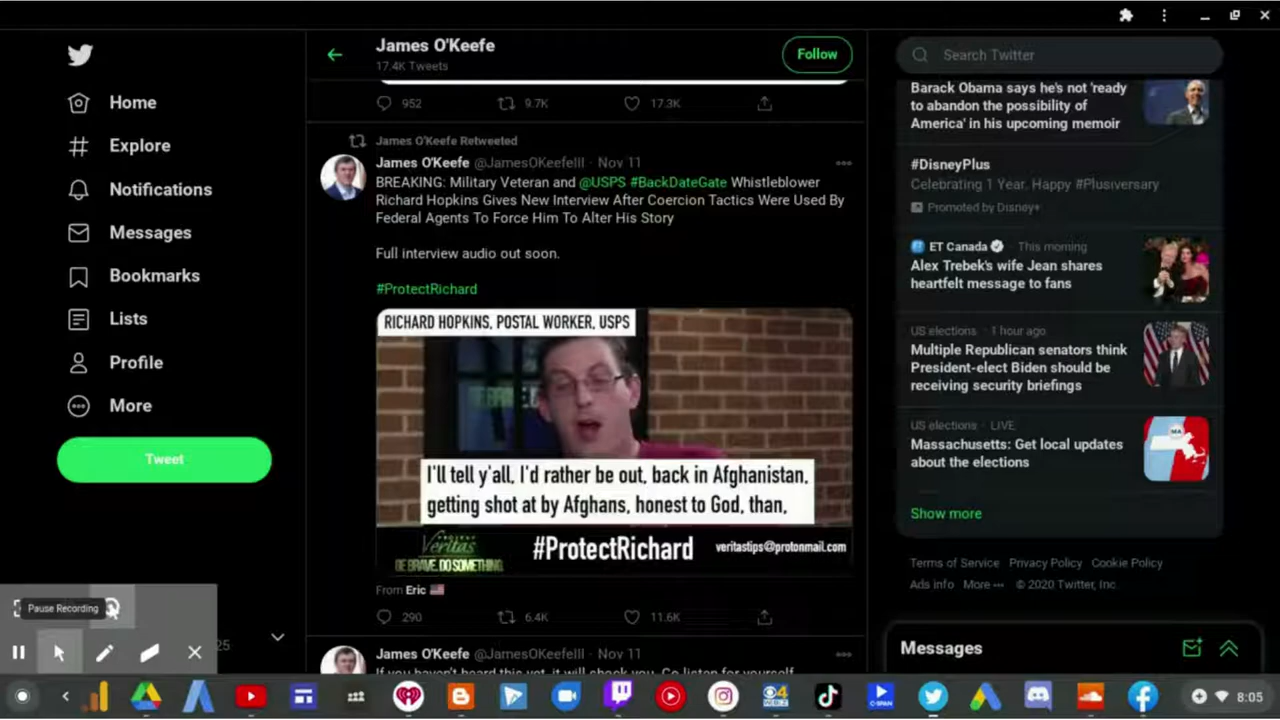 James O'Keefe
17.4K Tweets
Follow
Search Twitter
Home
Explore
Notifications
Messages
Bookmarks
Lists
Profile
More
Tweet
952
9.7K
17.3K
James O'Keefe Retweeted
James O'Keefe @JamesOKeefeIII · Nov 11
BREAKING: Military Veteran and @USPS #BackDateGate Whistleblower
Richard Hopkins Gives New Interview After Coercion Tactics Were Used By
Federal Agents To Force Him To Alter His Story
Full interview audio out soon.
#ProtectRichard
RICHARD HOPKINS, POSTAL WORKER, USPS
I'll tell y'all, I'd rather be out, back in Afghanistan,
getting shot at by Afghans, honest to God, than,
PROJECT
Veritas
BE BRAVE. DO SOMETHING.
#ProtectRichard
veritastips@protonmail.com
From Eric
290
6.4K
11.6K
James O'Keefe @JamesOKeefeIII · Nov 11
If you haven't heard this yet, it will shock you. Go listen for yourself
Barack Obama says he's not 'ready
to abandon the possibility of
America' in his upcoming memoir
#DisneyPlus
Celebrating 1 Year. Happy #Plusiversary
Promoted by Disney+
ET Canada · This morning
Alex Trebek's wife Jean shares
heartfelt message to fans
US elections · 1 hour ago
Multiple Republican senators think
President-elect Biden should be
receiving security briefings
US elections · LIVE
Massachusetts: Get local updates
about the elections
MA
Show more
Terms of Service Privacy Policy Cookie Policy
Ads info More ··· © 2020 Twitter, Inc.
Messages
Pause Recording
25
8:05